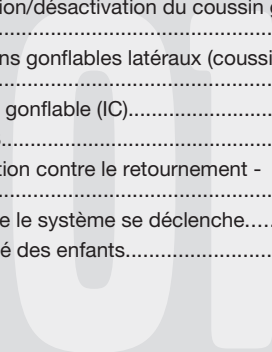 ion/désactivation du coussin g
..............................................
ns gonflables latéraux (coussi
..............................................
gonflable (IC)........................
..............................................
tion contre le retournement -
..............................................
e le système se déclenche.....
é des enfants.........................